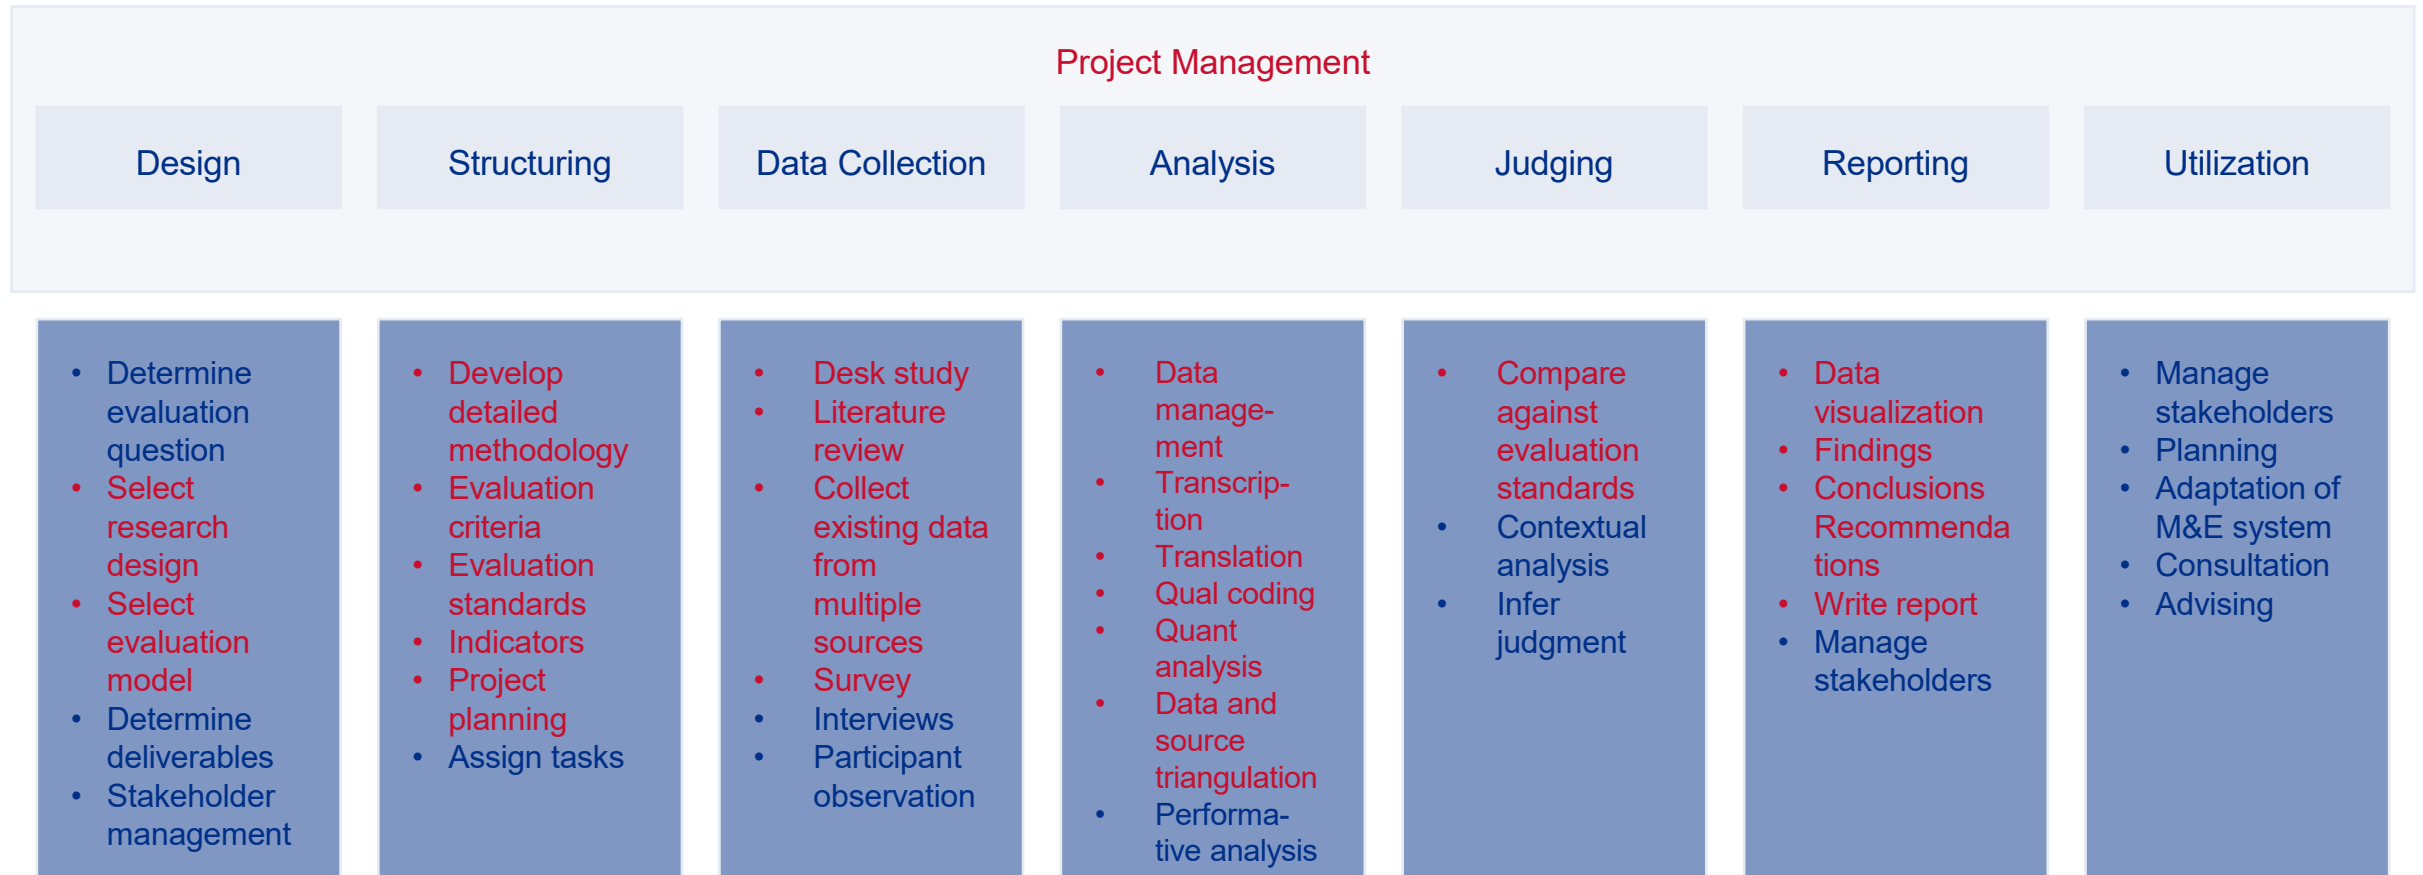 Project Management
Design
Structuring
Data Collection
Analysis
Judging
Reporting
Utilization
• Determine
evaluation
question
• Select
research
design
• Select
evaluation
model
• Determine
deliverables
• Stakeholder
management
• Develop
detailed
methodology
• Evaluation
criteria
• Evaluation
standards
• Indicators
• Project
planning
• Assign tasks
• Desk study
• Literature
review
• Collect
existing data
from
multiple
sources
• Survey
• Interviews
• Participant
observation
• Data
manage-
ment
• Transcrip-
tion
• Translation
• Qual coding
• Quant
analysis
• Data and
source
triangulation
• Performa-
tive analysis
• Compare
against
evaluation
standards
• Contextual
analysis
• Infer
judgment
• Data
visualization
• Findings
• Conclusions
Recommenda
tions
• Write report
• Manage
stakeholders
• Manage
stakeholders
• Planning
• Adaptation of
M&E system
• Consultation
• Advising